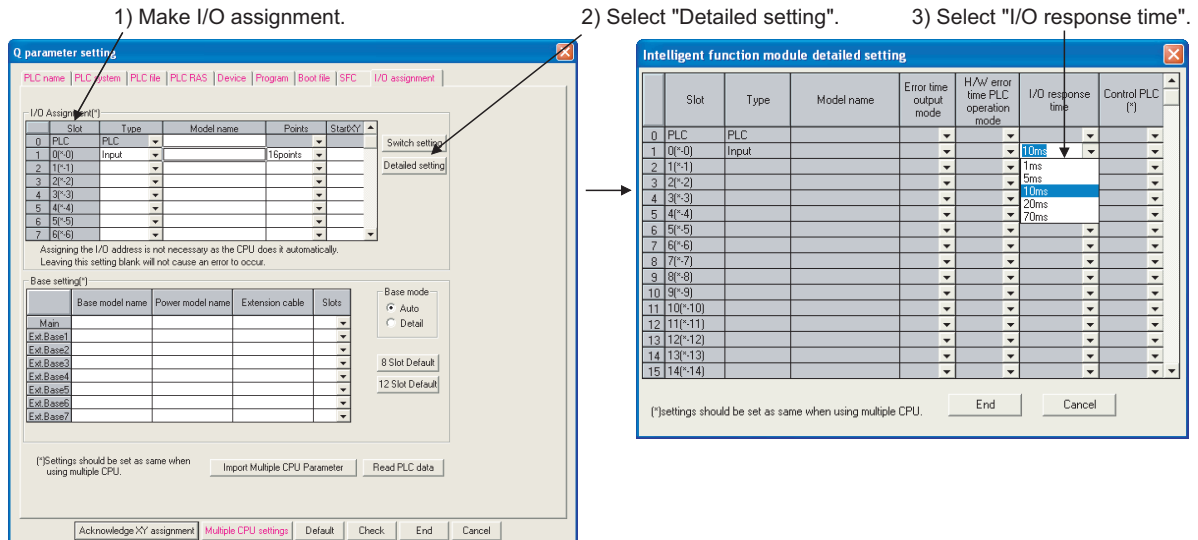 1) Make I/O assignment.
2) Select "Detailed setting".
3) Select "I/O response time".
Q parameter setting
PLC name PLC system PLC file PLC RAS Device Program Boot file SFC I/O assignment
I/O Assignment(*)
Slot Type Model name Points StartXY
0 PLC PLC
1 0(*-0) Input 16points
2 1(*-1)
3 2(*-2)
4 3(*-3)
5 4(*-4)
6 5(*-5)
7 6(*-6)
Switch setting
Detailed setting
Assigning the I/O address is not necessary as the CPU does it automatically.
Leaving this setting blank will not cause an error to occur.
Base setting(*)
Base model name Power model name Extension cable Slots
Main
Ext.Base1
Ext.Base2
Ext.Base3
Ext.Base4
Ext.Base5
Ext.Base6
Ext.Base7
Base mode
Auto
Detail
8 Slot Default
12 Slot Default
(*)Settings should be set as same when
using multiple CPU.
Import Multiple CPU Parameter Read PLC data
Acknowledge XY assignment Multiple CPU settings Default Check End Cancel
Intelligent function module detailed setting
Slot Type Model name
Error time
output
mode
H/W error
time PLC
operation
mode
I/O response
time
Control PLC
(*)
0 PLC PLC
1 0(*-0) Input 10ms
2 1(*-1)
3 2(*-2)
4 3(*-3)
5 4(*-4)
6 5(*-5)
7 6(*-6)
8 7(*-7)
9 8(*-8)
10 9(*-9)
11 10(*-10)
12 11(*-11)
13 12(*-12)
14 13(*-13)
15 14(*-14)
1ms
5ms
10ms
20ms
70ms
(*)settings should be set as same when using multiple CPU.
End Cancel